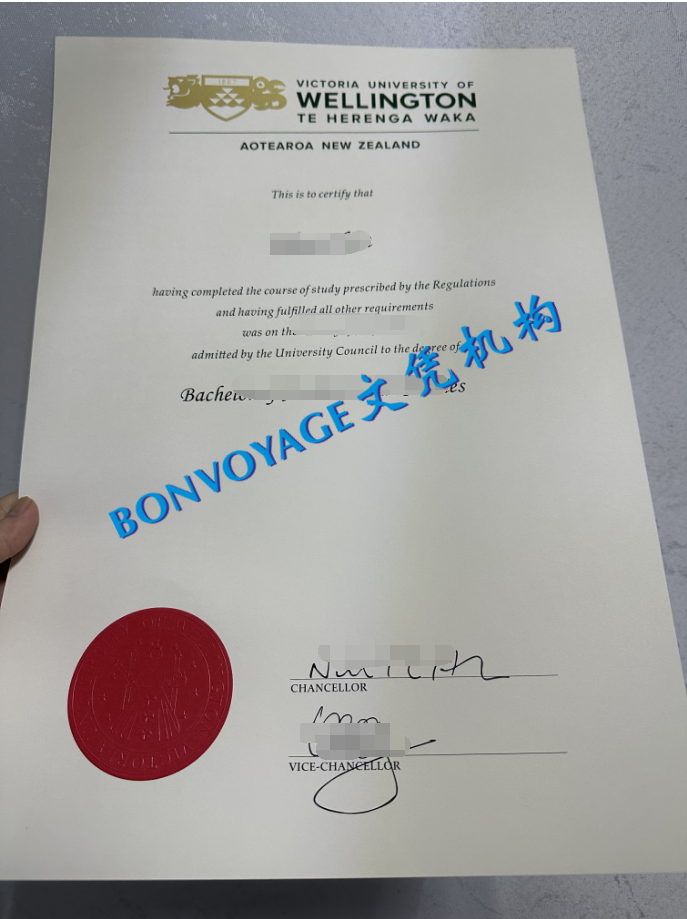 VICTORIA UNIVERSITY OF
WELLINGTON
TE HERENGA WAKA
AOTEAROA NEW ZEALAND
This is to certify that
having completed the course of study prescribed by the Regulations
and having fulfilled all other requirements
was on
admitted by the University Council to the degree of
BONVOYAGE文凭机构
CHANCELLOR
VICE-CHANCELLOR